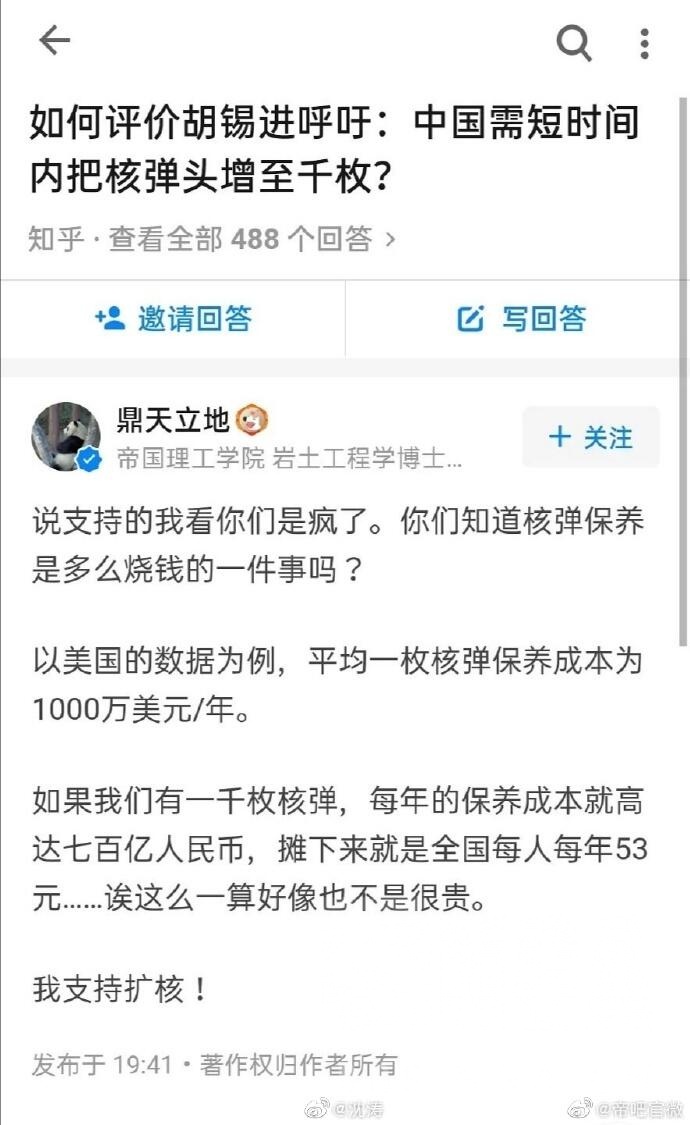 如何评价胡锡进呼吁：中国需短时间
内把核弹头增至千枚？
知乎 · 查看全部 488 个回答 >
邀请回答
写回答
鼎天立地
帝国理工学院 岩土工程学博士...
+ 关注
说支持的我看你们是疯了。你们知道核弹保养
是多么烧钱的一件事吗？
以美国的数据为例，平均一枚核弹保养成本为
1000万美元/年。
如果我们有一千枚核弹，每年的保养成本就高
达七百亿人民币，摊下来就是全国每人每年53
元......诶这么一算好像也不是很贵。
我支持扩核！
发布于 19:41 · 著作权归作者所有
@沈涛
@帝吧官微